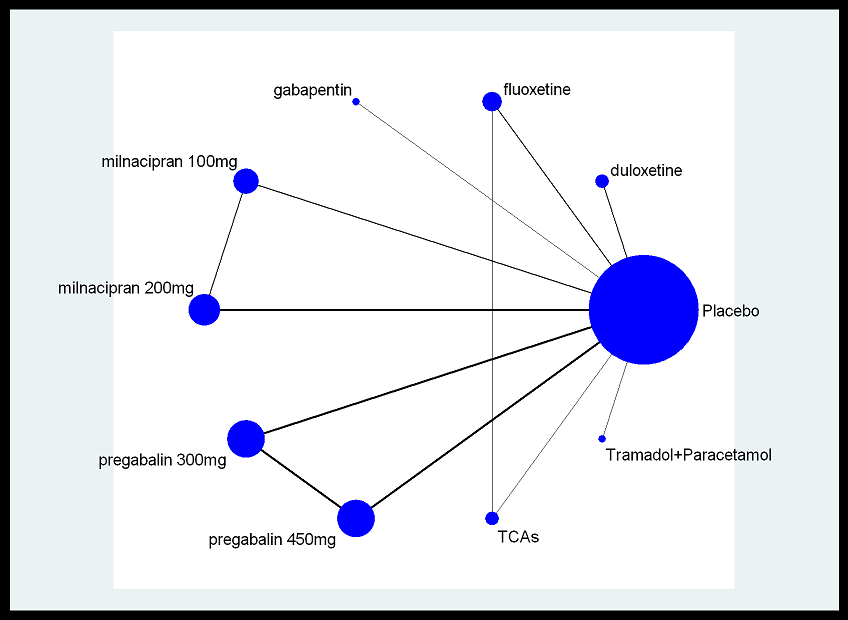 gabapentin
fluoxetine
milnacipran 100mg
duloxetine
milnacipran 200mg
Placebo
pregabalin 300mg
Tramadol+Paracetamol
pregabalin 450mg
TCAs